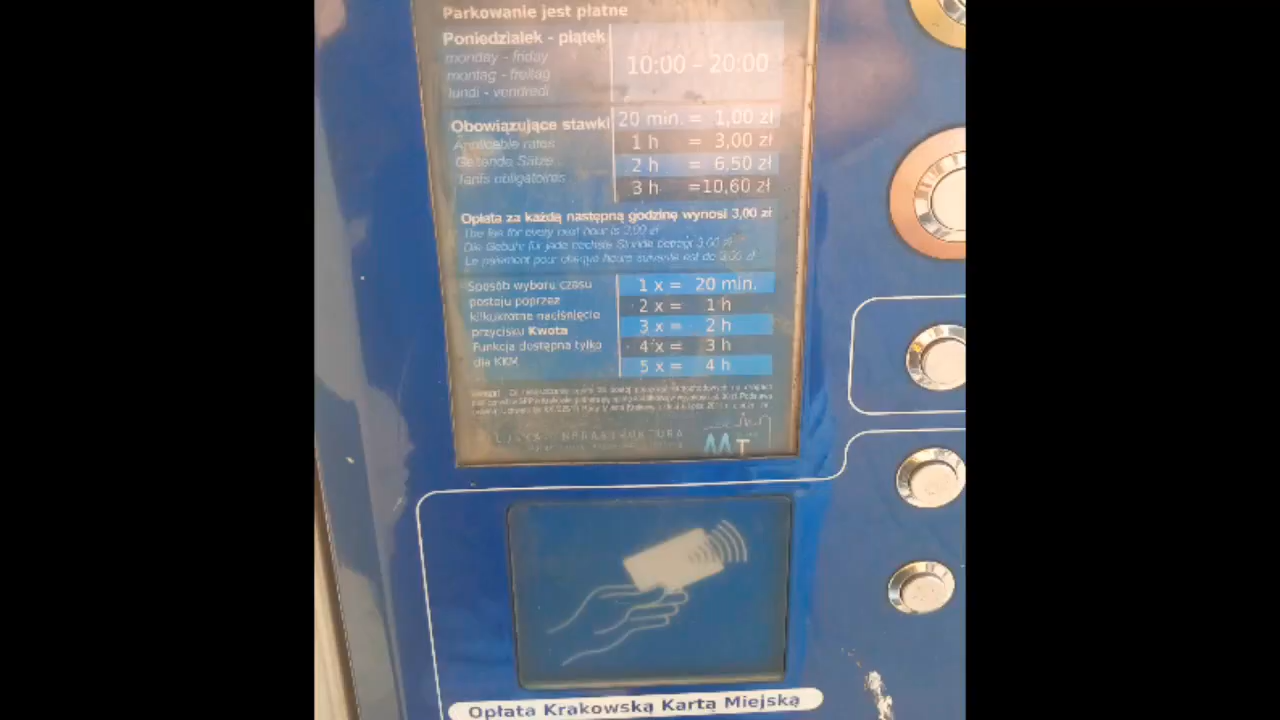 Parkowanie jest płatne
Poniedzialek - piątek
monday - friday
montag - freitag
lundi - vendredi
10:00 - 20:00
Obowiązujące stawki
Applicable rates
Geltende Sätze
Tarifs obligatoires
20 min. = 1,00 zł
1 h = 3,00 zł
2 h = 6,50 zł
3 h =10,60 zł
Opłata za każdą następną godzinę wynosi 3,00 zł
The fee for every next hour is 3,00 zł
Die Gebühr für jede nächste Stunde beträgt 3,00 zł
Le paiement pour chaque heure suivante est de 3,00 zł
Sposób wyboru czasu
postoju poprzez
kilkukrotne naciśnięcie
przycisku Kwota
Funkcja dostępna tylko
dla KKM
1 x = 20 min.
2 x = 1 h
3 x = 2 h
4 x = 3 h
5 x = 4 h
Opłata Krakowską Kartą Miejską